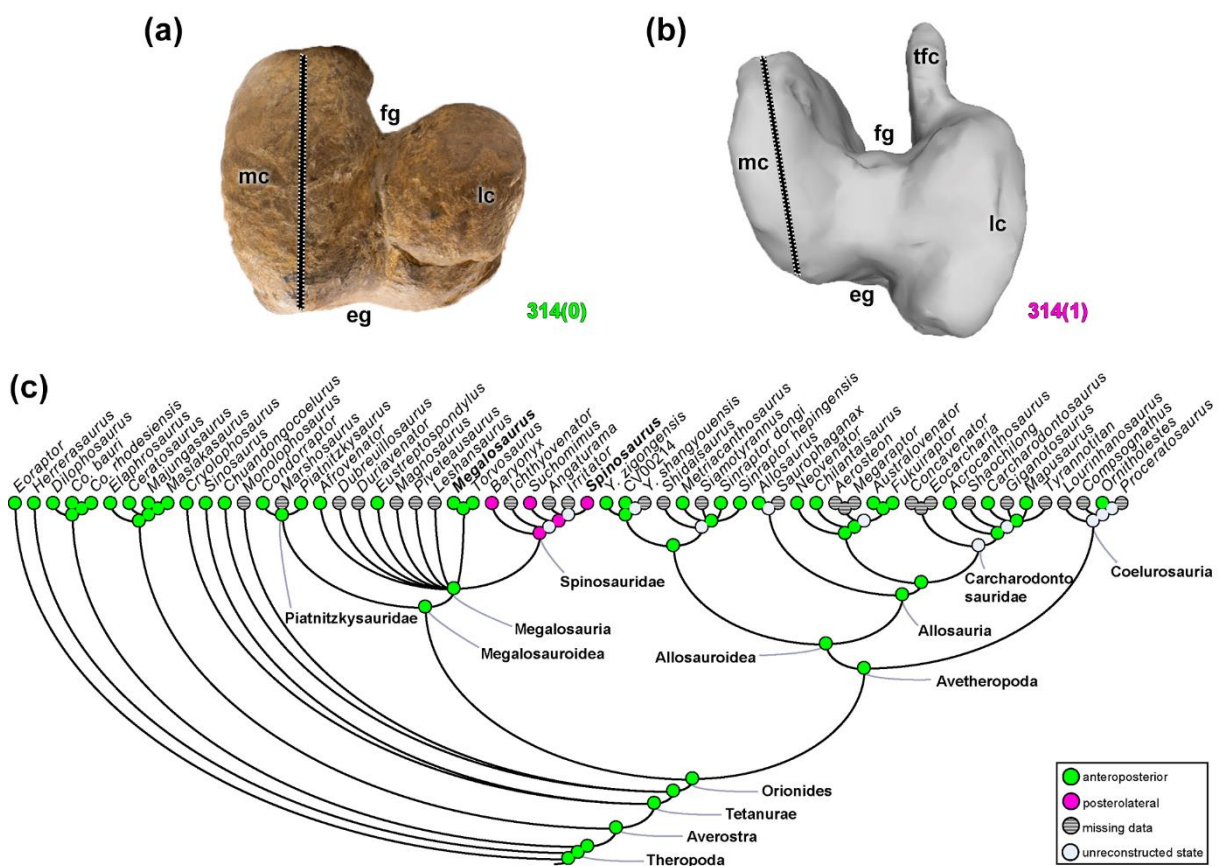 (a)
fg
mc
lc
eg
314(0)
(b)
tfc
fg
mc
lc
eg
314(1)
(c)
Eoraptor
Herrerasaurus
Dilophosaurus
Co. bauri
Co. rhodesiensis
Elaphrosaurus
Ceratosaurus
Majungasaurus
Masiakasaurus
Cryolophosaurus
Sinosaurus
Chuandongocoelurus
Monolophosaurus
Condorraptor
Marshosaurus
Piatnitzkysaurus
Afrovenator
Dubreuillosaurus
Duriavenator
Eustreptospondylus
Magnosaurus
Piveteausaurus
Leshansaurus
Megalosaurus
Torvosaurus
Baryonyx
Ichthyovenator
Suchomimus
Angaturama
Irritator
Spinosaurus
Y. zigongensis
CV00214
Y. shangyouensis
Shidaisaurus
Metriacanthosaurus
Siamotyrannus
Sinraptor dongi
Sinraptor hepingensis
Allosaurus
Saurophaganax
Neovenator
Chilantaisaurus
Aerosteon
Megaraptor
Australovenator
Fukuiraptor
Concavenator
Eocarcharia
Acrocanthosaurus
Shaochilong
Carcharodontosaurus
Giganotosaurus
Mapusaurus
Tyrannotitan
Lourinhanosaurus
Compsognathus
Ornitholestes
Proceratosaurus
Spinosauridae
Piatnitzkysauridae
Megalosauria
Megalosauroidea
Carcharodonto
sauridae
Coelurosauria
Allosauria
Allosauroidea
Avetheropoda
Orionides
Tetanurae
Averostra
Theropoda
anteroposterior
posterolateral
missing data
unreconstructed state